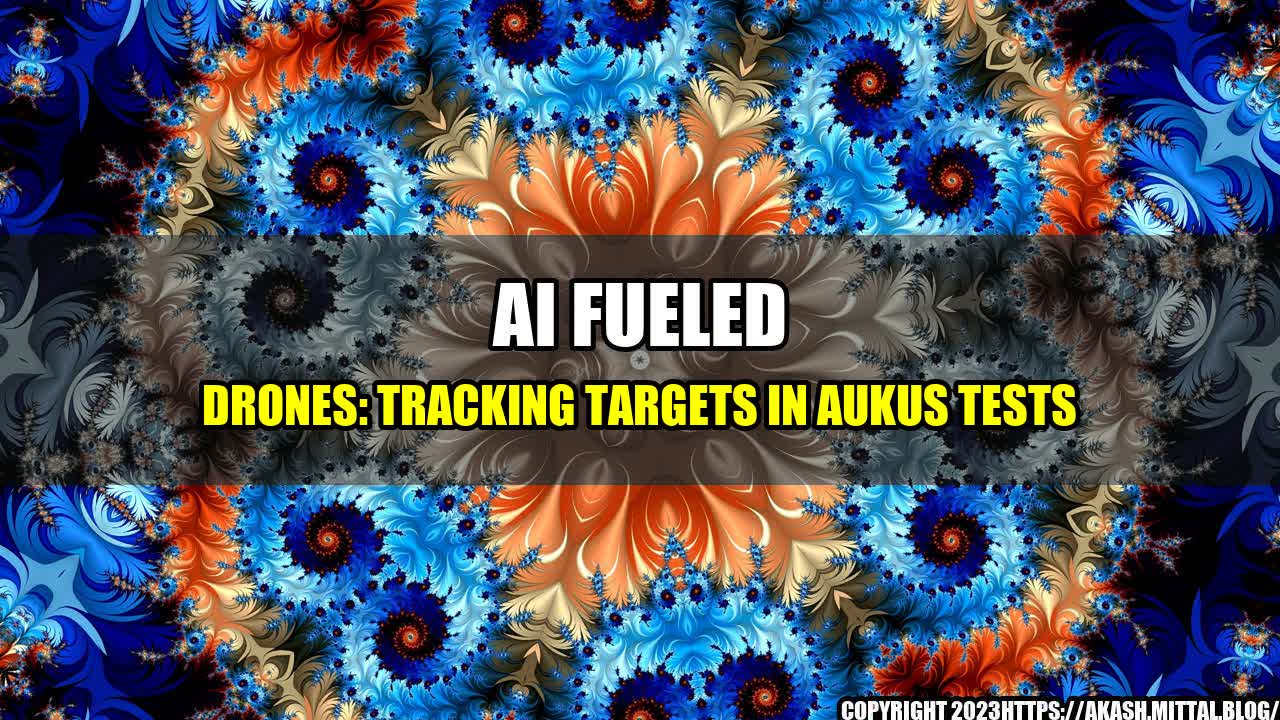 AI FUELED
DRONES: TRACKING TARGETS IN AUKUS TESTS
COPYRIGHT 2023HTTPS://AKASH.MITTAL.BLOG/